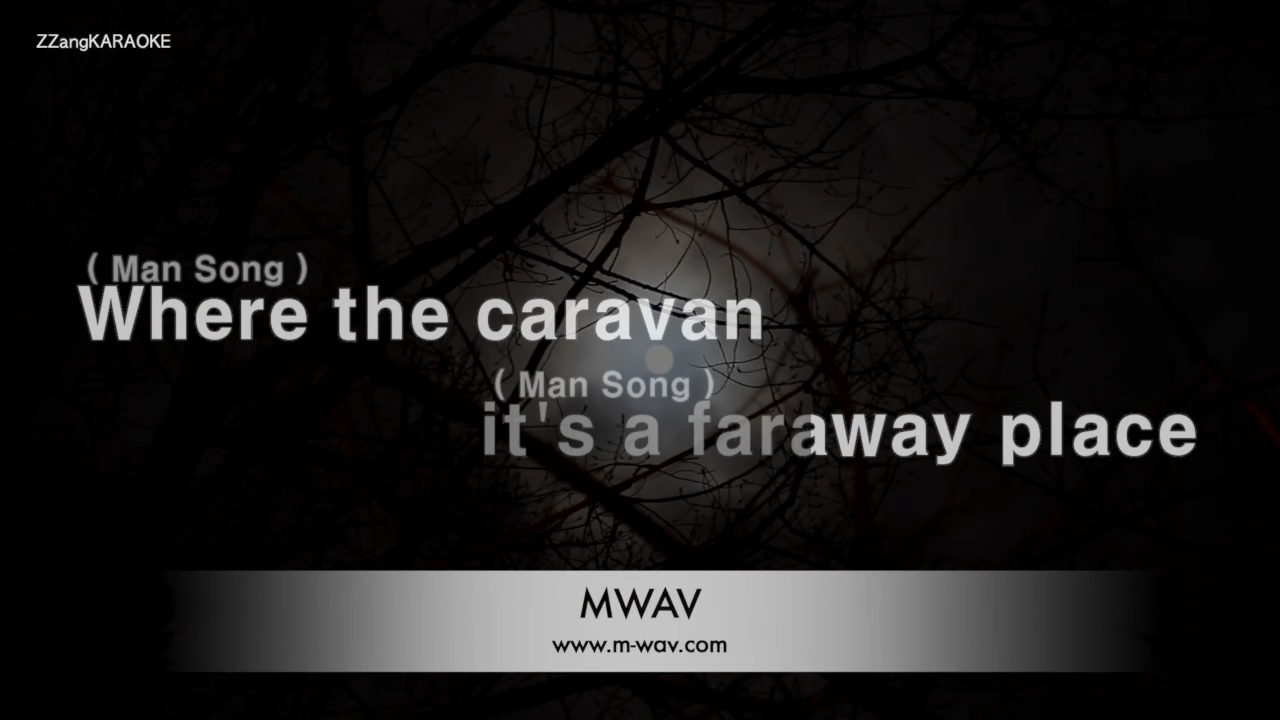 ZZangKARAOKE
( Man Song )
Where the caravan
( Man Song )
it's a faraway place
MWAV
www.m-wav.com